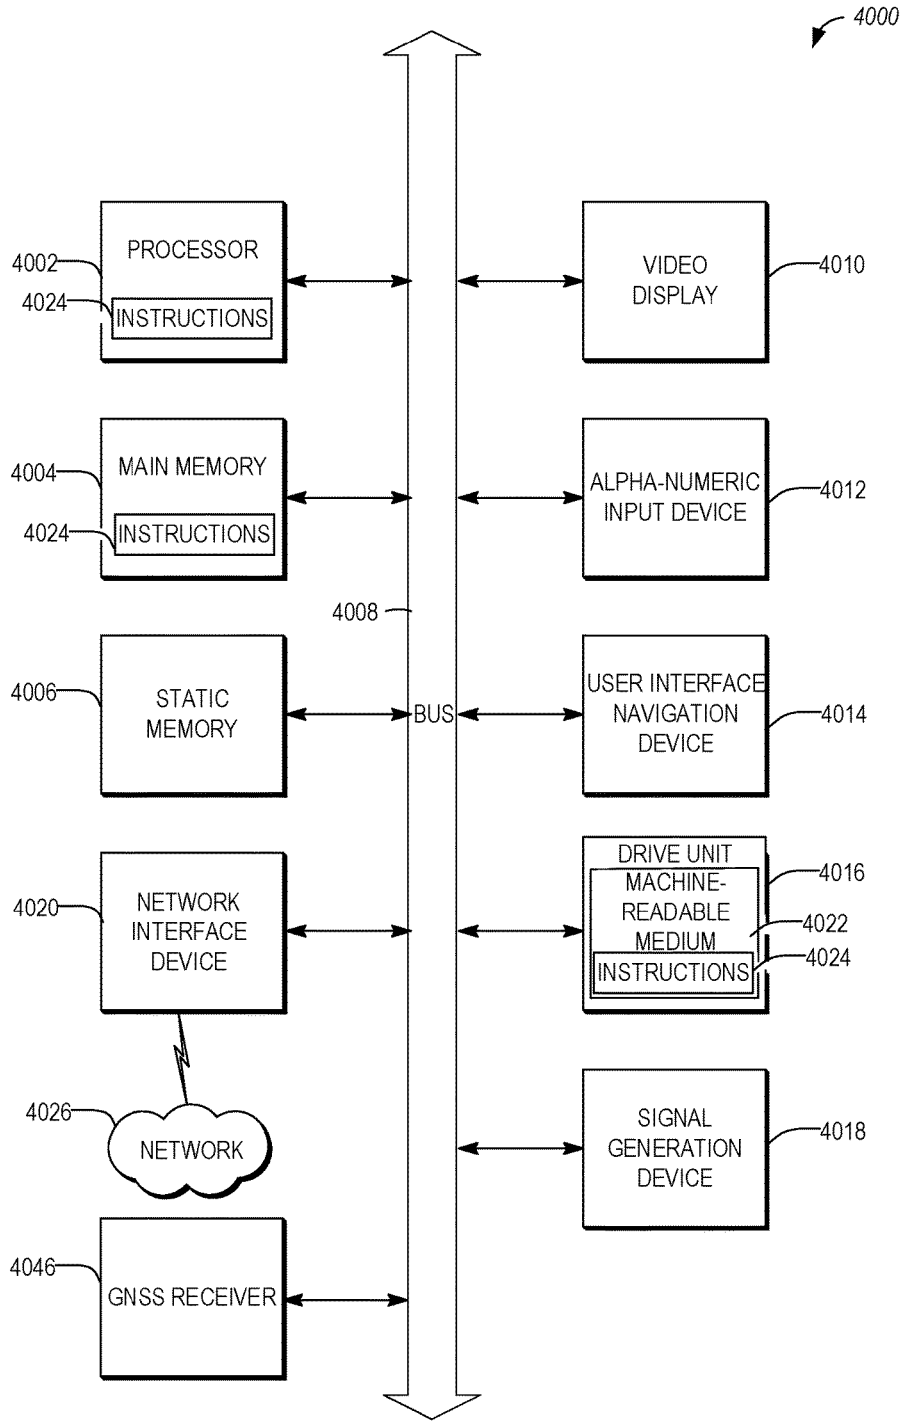 4000
PROCESSOR
4002
4024
INSTRUCTIONS
VIDEO
DISPLAY
4010
MAIN MEMORY
4004
4024
INSTRUCTIONS
ALPHA-NUMERIC
INPUT DEVICE
4012
4008
STATIC
MEMORY
4006
BUS
USER INTERFACE
NAVIGATION
DEVICE
4014
NETWORK
INTERFACE
DEVICE
4020
DRIVE UNIT
4016
MACHINE-
READABLE
MEDIUM
4022
INSTRUCTIONS
4024
4026
NETWORK
SIGNAL
GENERATION
DEVICE
4018
4046
GNSS RECEIVER